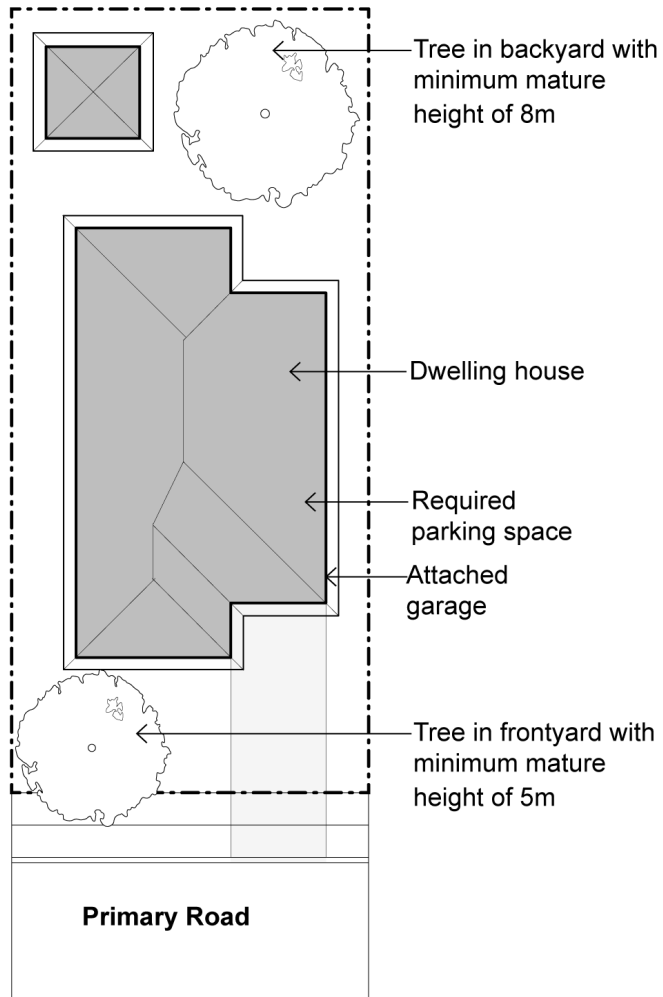 Tree in backyard with
minimum mature
height of 8m
Dwelling house
Required
parking space
Attached
garage
Tree in frontyard with
minimum mature
height of 5m
Primary Road